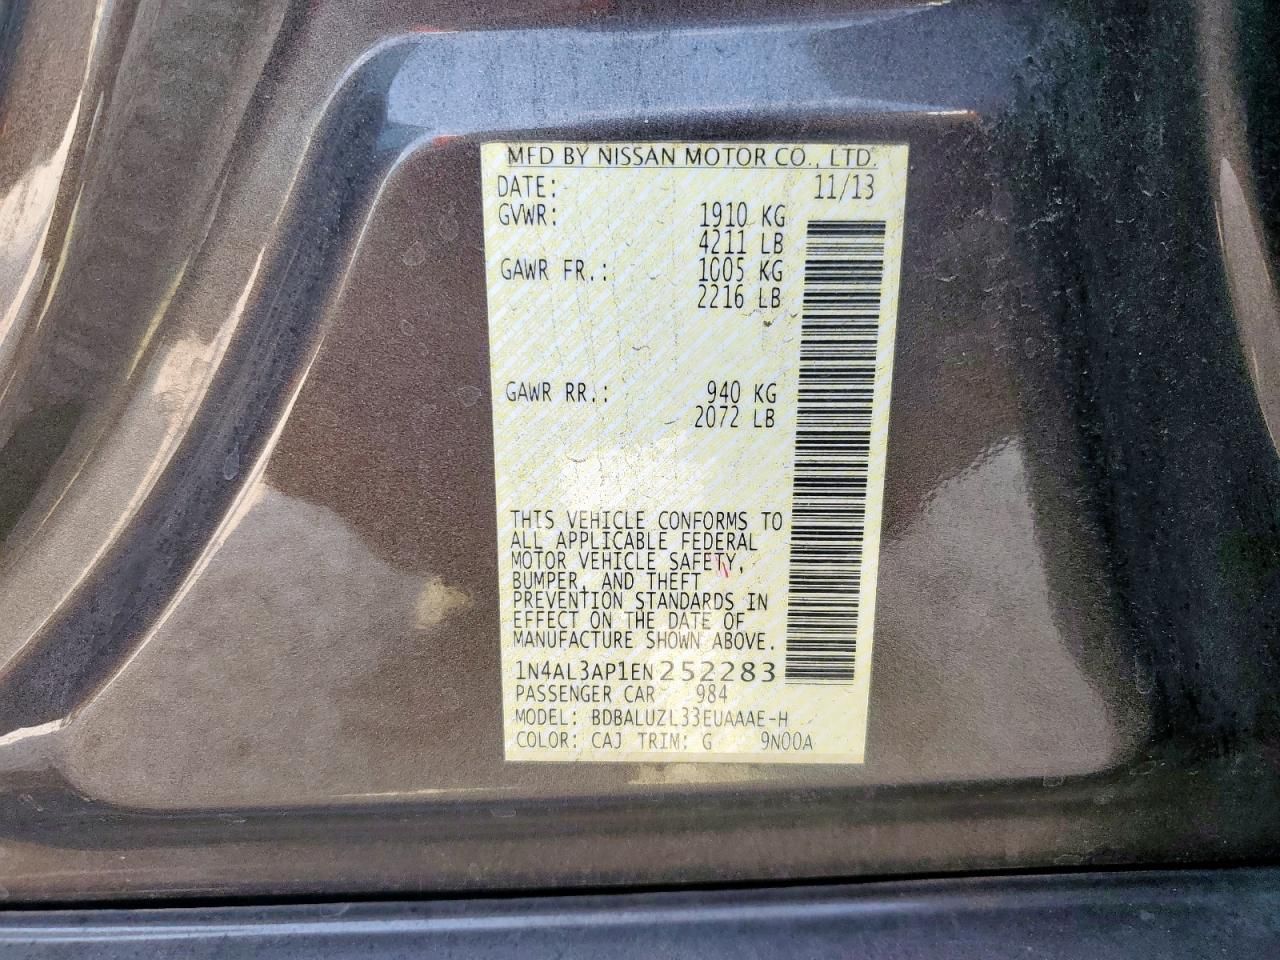 MFD BY NISSAN MOTOR CO., LTD.
DATE: 11/13
GVWR: 1910 KG
4211 LB
GAWR FR.: 1005 KG
2216 LB
GAWR RR.: 940 KG
2072 LB
THIS VEHICLE CONFORMS TO
ALL APPLICABLE FEDERAL
MOTOR VEHICLE SAFETY,
BUMPER, AND THEFT
PREVENTION STANDARDS IN
EFFECT ON THE DATE OF
MANUFACTURE SHOWN ABOVE.
1N4AL3AP1EN252283
PASSENGER CAR 984
MODEL: BDBALUZL33EUAAAE-H
COLOR: CAJ TRIM: G 9N00A